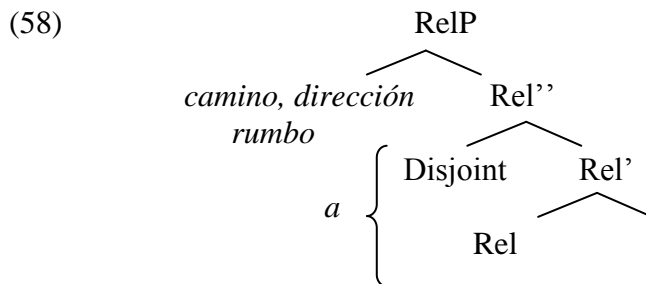 (58) RelP
camino, dirección Rel’’
rumbo
Disjoint Rel’
a
Rel